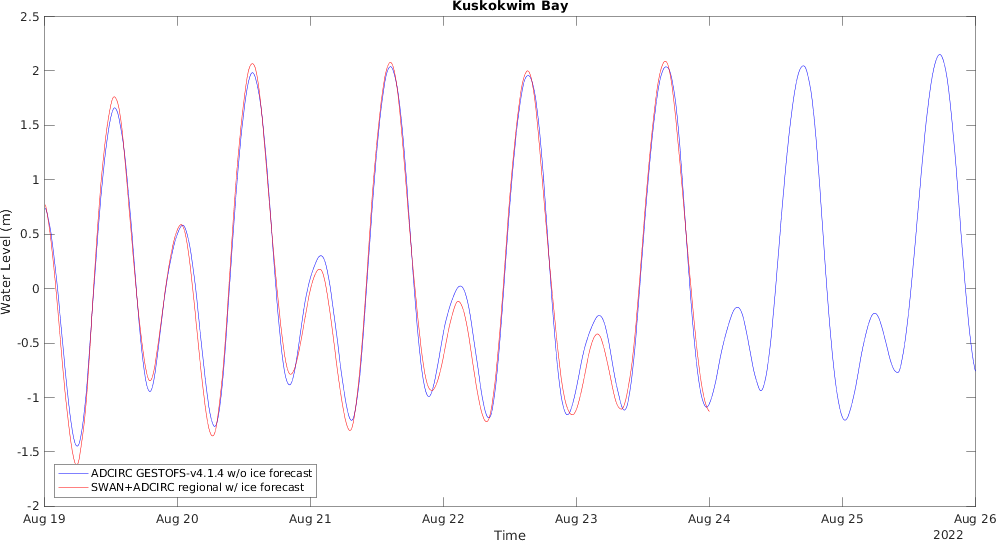 Kuskokwim Bay
2.5
2
1.5
1
0.5
0
-0.5
-1
-1.5
-2
Water Level (m)
ADCIRC GESTOFS-v4.1.4 w/o ice forecast
SWAN+ADCIRC regional w/ ice forecast
Aug 19 Aug 20 Aug 21 Aug 22 Aug 23 Aug 24 Aug 25 Aug 26
Time
2022